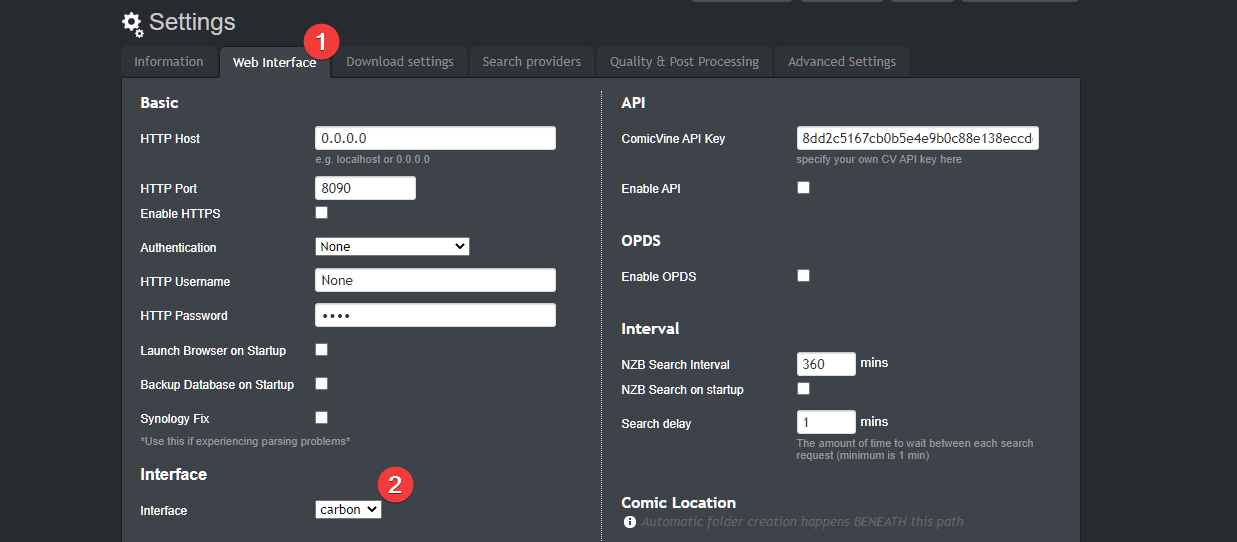 Settings
1
Information Web Interface Download settings Search providers Quality & Post Processing Advanced Settings
Basic
HTTP Host 0.0.0.0
e.g. localhost or 0.0.0.0
HTTP Port 8090
Enable HTTPS
Authentication None
HTTP Username None
HTTP Password ••••
Launch Browser on Startup
Backup Database on Startup
Synology Fix
*Use this if experiencing parsing problems*
Interface
2
Interface carbon
API
ComicVine API Key 8dd2c5167cb0b5e4e9b0c88e138eccd
specify your own CV API key here
Enable API
OPDS
Enable OPDS
Interval
NZB Search Interval 360 mins
NZB Search on startup
Search delay 1 mins
The amount of time to wait between each search
request (minimum is 1 min)
Comic Location
Automatic folder creation happens BENEATH this path